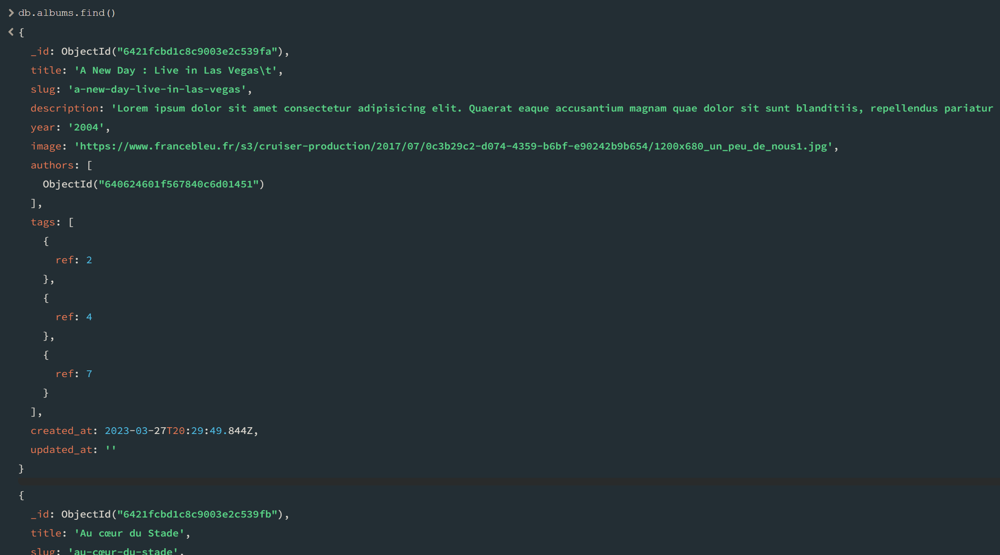 db.albums.find()
{
_id: ObjectId("6421fcbd1c8c9003e2c539fa"),
title: 'A New Day : Live in Las Vegas\t',
slug: 'a-new-day-live-in-las-vegas',
description: 'Lorem ipsum dolor sit amet consectetur adipisicing elit. Quaerat eaque accusantium magnam quae dolor sit sunt blanditiis, repellendus pariatur
year: '2004',
image: 'https://www.francebleu.fr/s3/cruiser-production/2017/07/0c3b29c2-d074-4359-b6bf-e90242b9b654/1200x680_un_peu_de_nous1.jpg',
authors: [
ObjectId("640624601f567840c6d01451")
],
tags: [
{
ref: 2
},
{
ref: 4
},
{
ref: 7
}
],
created_at: 2023-03-27T20:29:49.844Z,
updated_at: ''
}
{
_id: ObjectId("6421fcbd1c8c9003e2c539fb"),
title: 'Au cœur du Stade',
slug: 'au-cœur-du-stade',